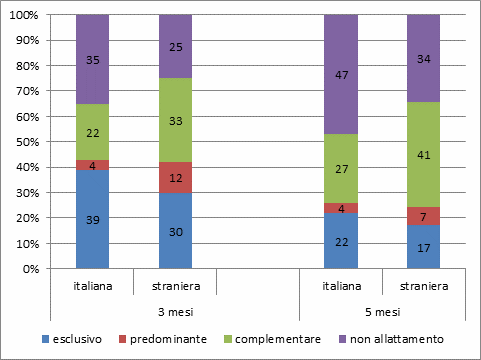 100%
90%
80%
70%
60%
50%
40%
30%
20%
10%
0%
35 25 47 34
22 33 27 41
4 12 4 7
39 30 22 17
italiana straniera italiana straniera
3 mesi 5 mesi
esclusivo predominante complementare non allattamento